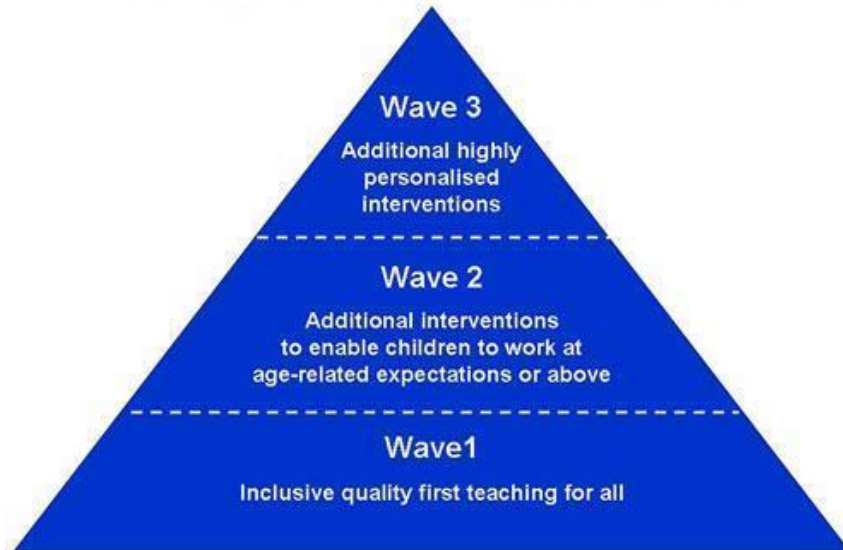 Wave 3
Additional highly
personalised
interventions
Wave 2
Additional interventions
to enable children to work at
age-related expectations or above
Wave1
Inclusive quality first teaching for all